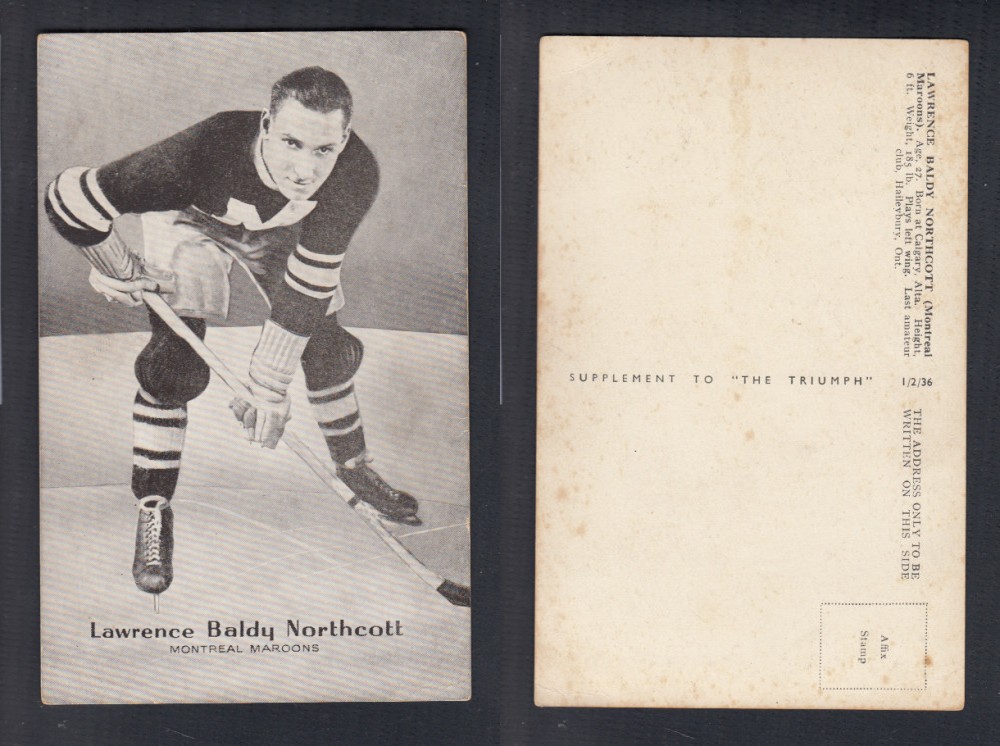 Lawrence Baldy Northcott
MONTREAL MAROONS
LAWRENCE BALDY NORTHCOTT (Montreal
Maroons). Age, 27. Born at Calgary, Alta. Height,
6 ft. Weight, 185 lb. Plays left wing. Last amateur
club, Haileybury, Ont.
SUPPLEMENT TO "THE TRIUMPH" 1/2/36
THE ADDRESS ONLY TO BE
WRITTEN ON THIS SIDE
Affix
Stamp